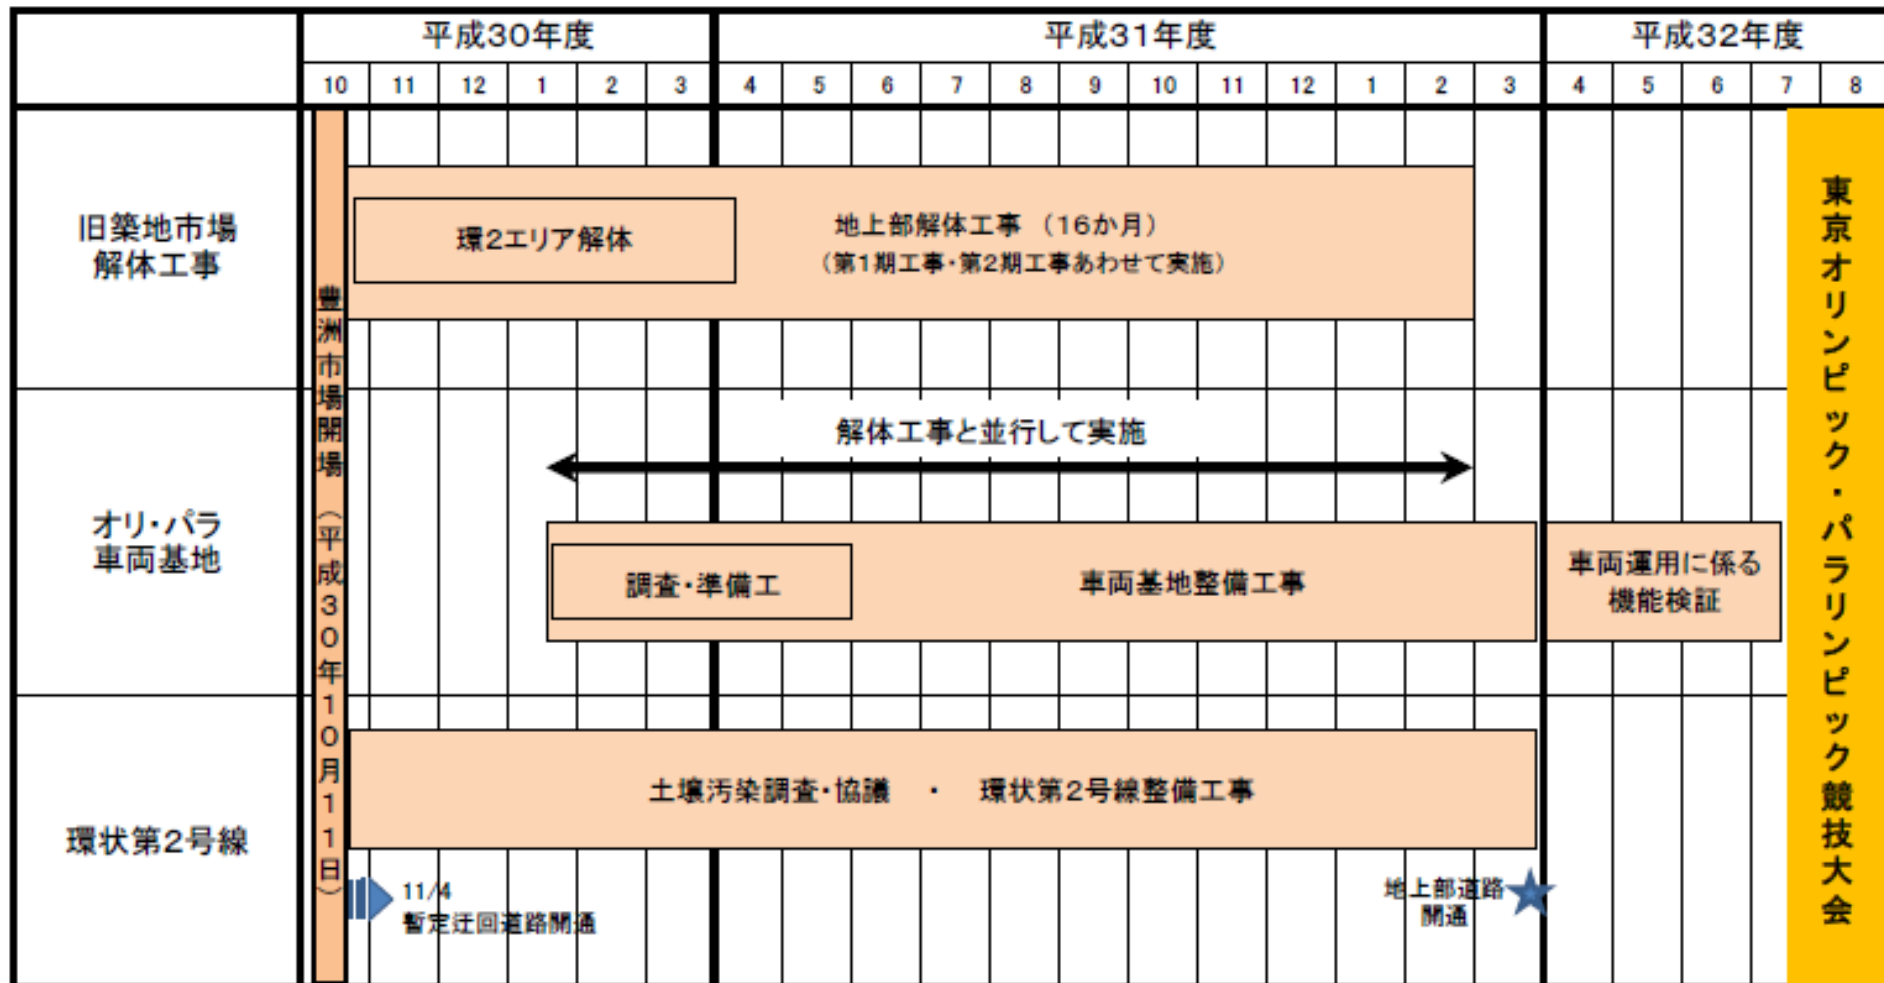 平成30年度
平成31年度
平成32年度
10 11 12 1 2 3 4 5 6 7 8 9 10 11 12 1 2 3 4 5 6 7 8
豊洲市場開場（平成30年10月11日）
旧築地市場
解体工事
環2エリア解体
地上部解体工事 （16か月）
（第1期工事・第2期工事あわせて実施）
オリ・パラ
車両基地
解体工事と並行して実施
調査・準備工
車両基地整備工事
車両運用に係る
機能検証
環状第2号線
土壌汚染調査・協議 ・ 環状第2号線整備工事
11/4
暫定迂回道路開通
地上部道路
開通
東京オリンピック・パラリンピック競技大会